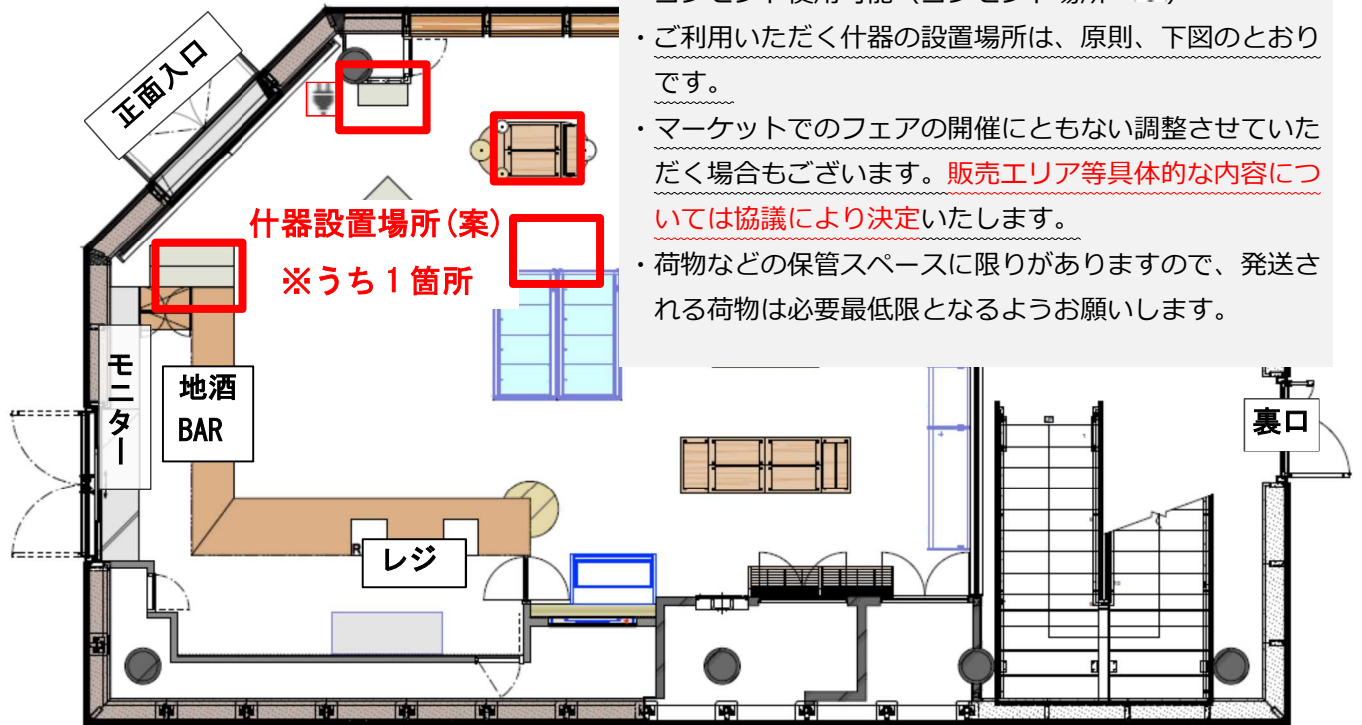 ・ご利用いただく什器の設置場所は、原則、下図のとおり
です。
・マーケットでのフェアの開催にともない調整させていた
だく場合もございます。販売エリア等具体的な内容につ
いては協議により決定いたします。
・荷物などの保管スペースに限りがありますので、発送さ
れる荷物は必要最低限となるようお願いします。
正面入口
什器設置場所(案)
※うち1箇所
モニター
地酒
BAR
レジ
裏口